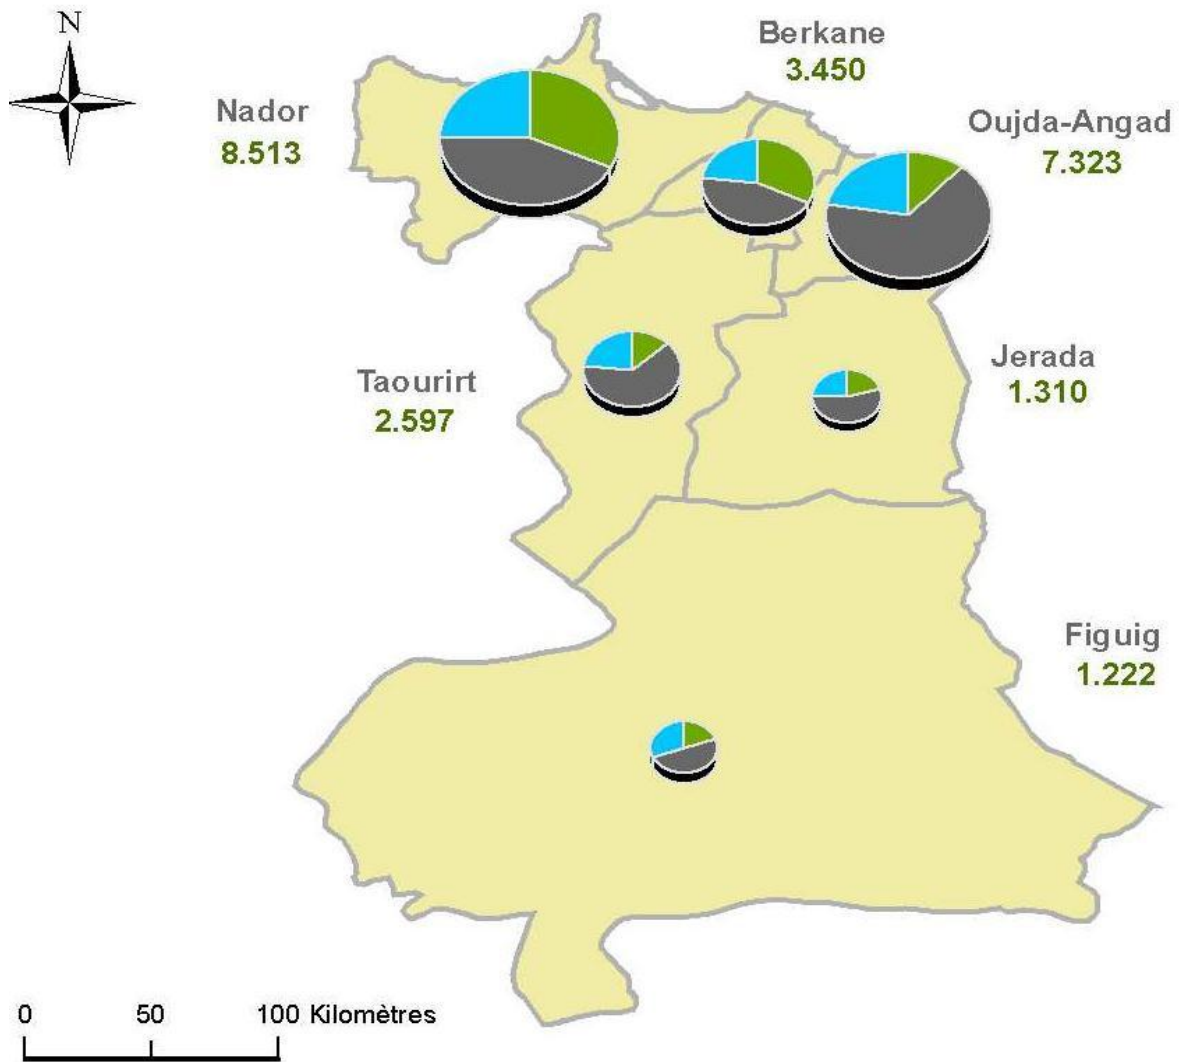 N
Berkane
3.450
Nador
8.513
Oujda-Angad
7.323
Jerada
1.310
Taourirt
2.597
Figuig
1.222
0 50 100 Kilomètres